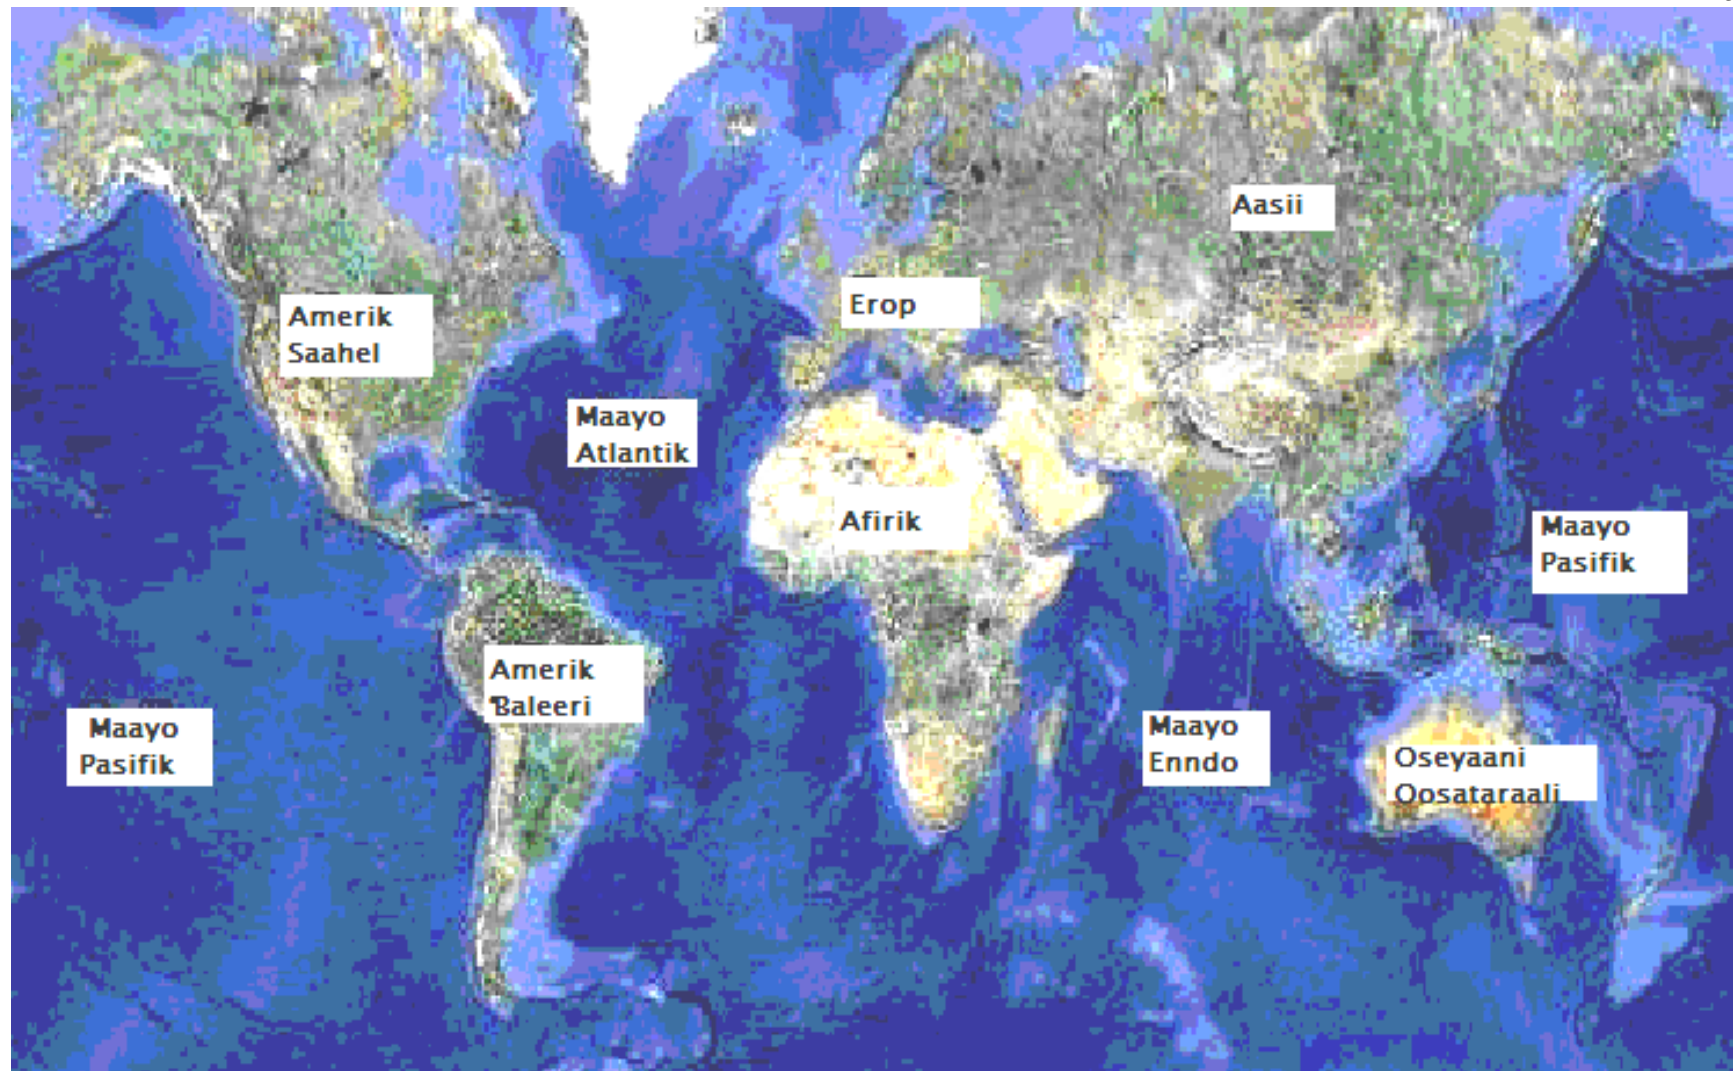 Aasii
Erop
Amerik
Saahel
Maayo
Atlantik
Afirik
Maayo
Pasifik
Amerik
Baleeri
Maayo
Pasifik
Maayo
Enndo
Oseyaani
Oosataraali